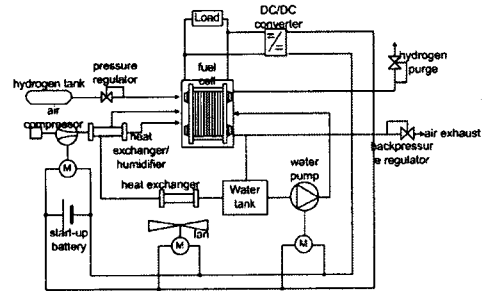 DC/DC
converter
Load
fuel
cell
pressure
regulator
hydrogen tank
hydrogen
purge
air
compresor
heat
exchanger/
humidifier
air exhaust
backpressur
e regulator
water
pump
heat exchanger
Water
tank
M
start-up
battery
fan
M
M